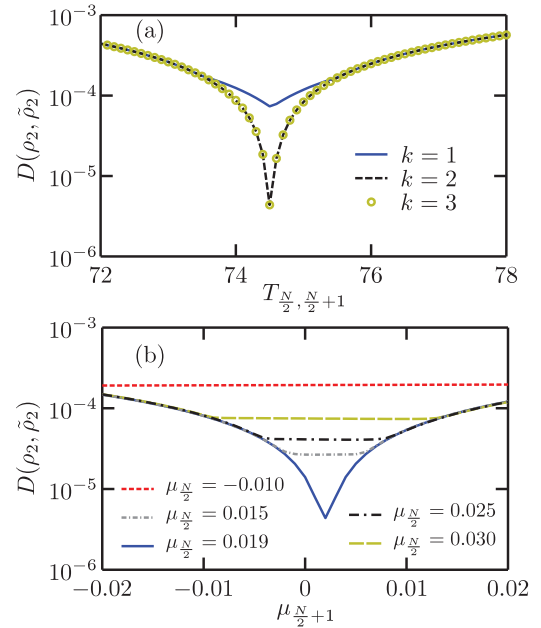 (a)
10⁻³
10⁻⁴
10⁻⁵
10⁻⁶
D(ρ₂, ρ̃₂)
k = 1
k = 2
k = 3
72 74 76 78
T_{N/2, N/2+1}
(b)
10⁻³
10⁻⁴
10⁻⁵
10⁻⁶
D(ρ₂, ρ̃₂)
μ_{N/2} = −0.010
μ_{N/2} = 0.015
μ_{N/2} = 0.019
μ_{N/2} = 0.025
μ_{N/2} = 0.030
−0.02 −0.01 0 0.01 0.02
μ_{N/2+1}